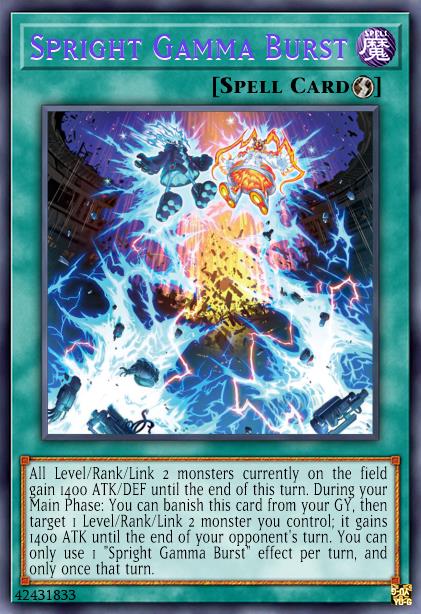 Spright Gamma Burst
SPELL
魔
[Spell Card]
All Level/Rank/Link 2 monsters currently on the field
gain 1400 ATK/DEF until the end of this turn. During your
Main Phase: You can banish this card from your GY, then
target 1 Level/Rank/Link 2 monster you control; it gains
1400 ATK until the end of your opponent's turn. You can
only use 1 "Spright Gamma Burst" effect per turn, and
only once that turn.
42431833